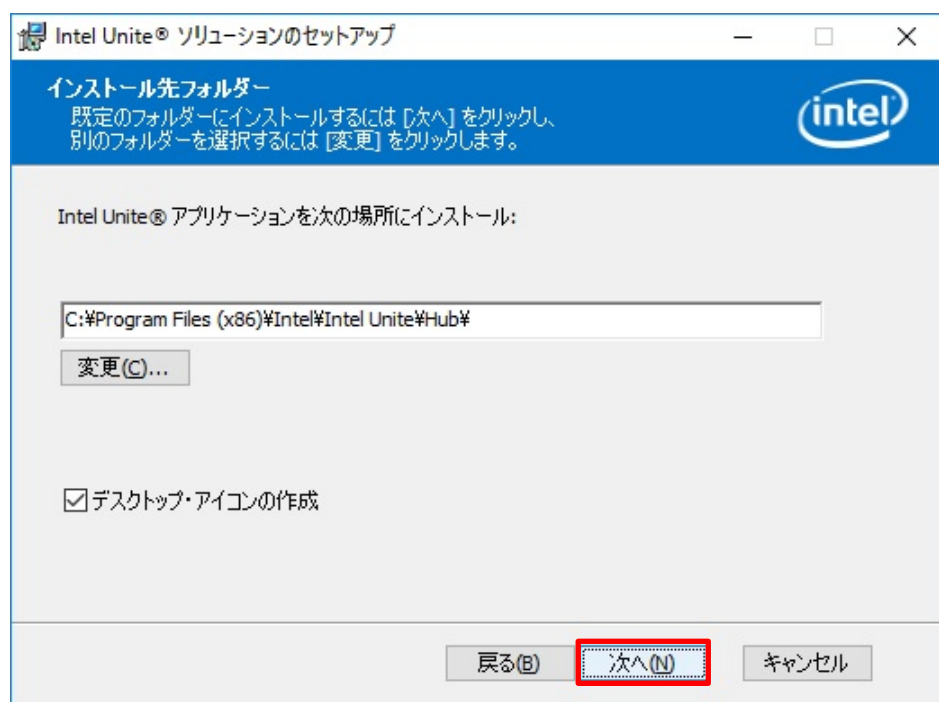 Intel Unite® ソリューションのセットアップ
インストール先フォルダー
既定のフォルダーにインストールするには [次へ] をクリックし、
別のフォルダーを選択するには [変更] をクリックします。
intel
Intel Unite® アプリケーションを次の場所にインストール:
C:¥Program Files (x86)¥Intel¥Intel Unite¥Hub¥
変更(C)...
デスクトップ・アイコンの作成
戻る(B) 次へ(N) キャンセル